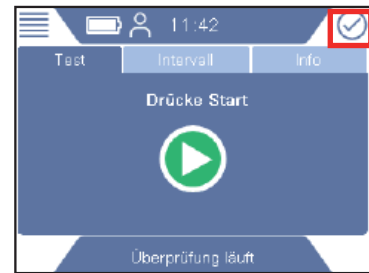 11:42
Test Intervall Info
Drücke Start
Überprüfung läuft